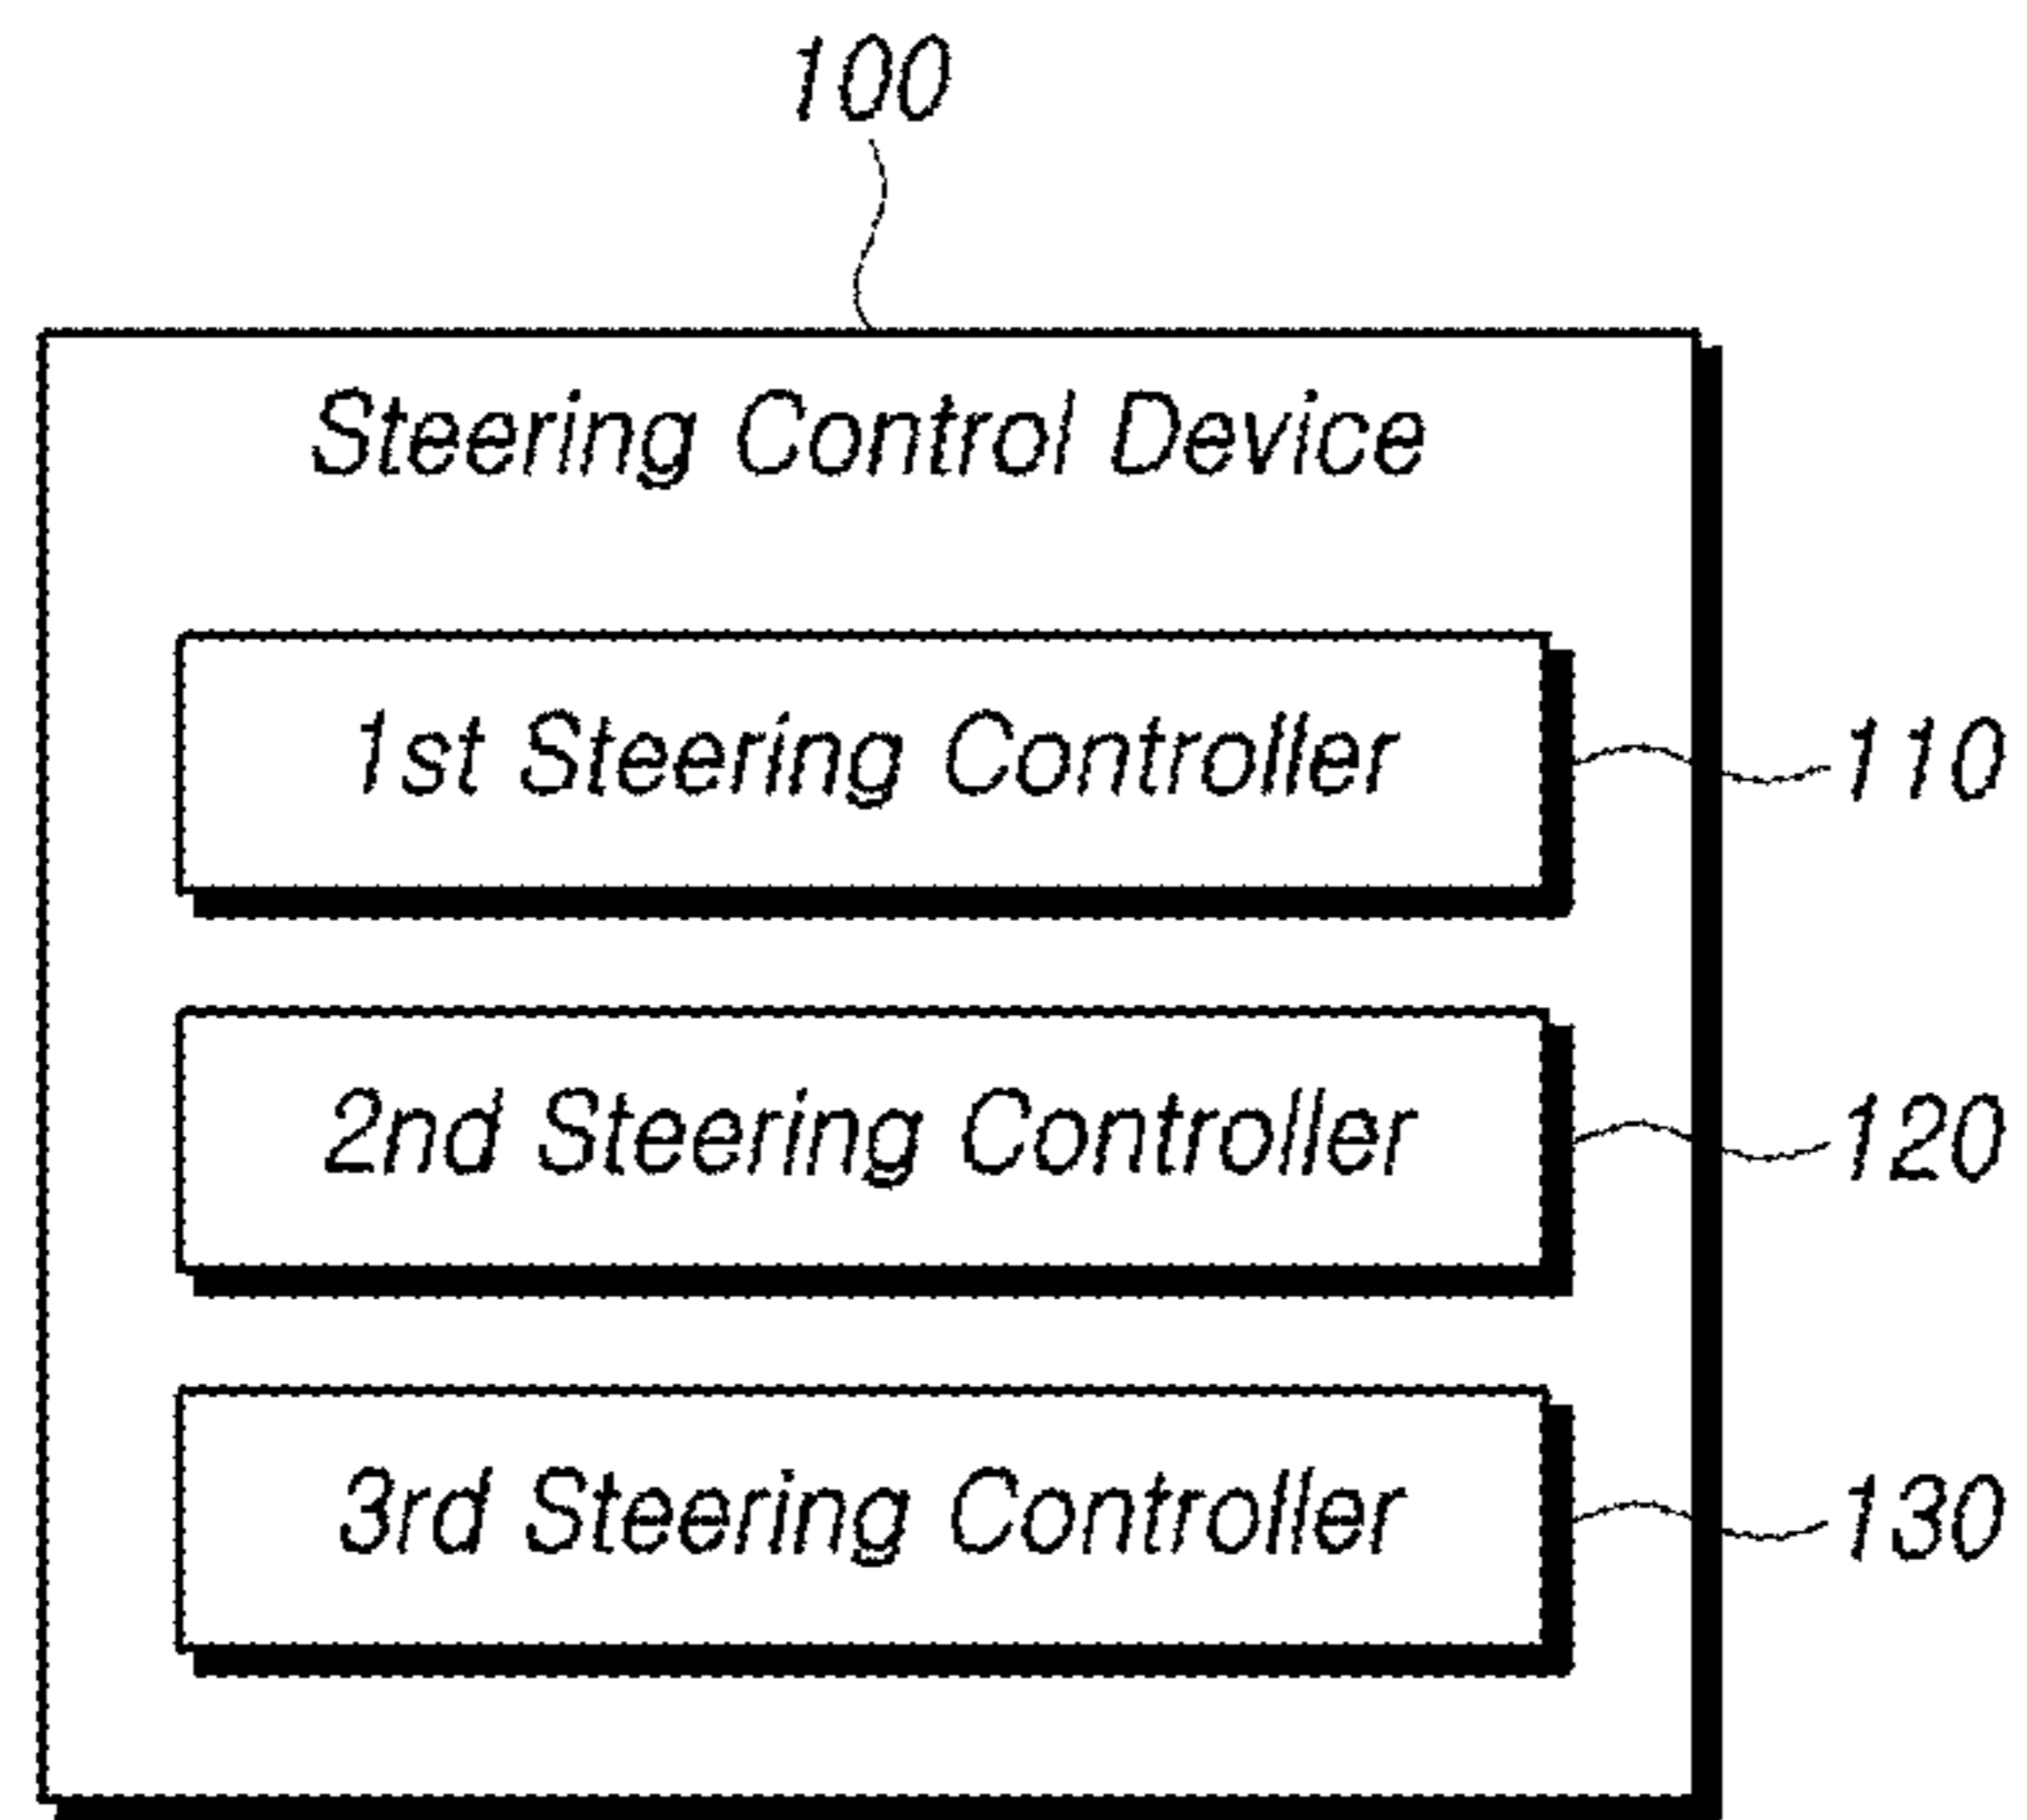 100
Steering Control Device
1st Steering Controller
110
2nd Steering Controller
120
3rd Steering Controller
130